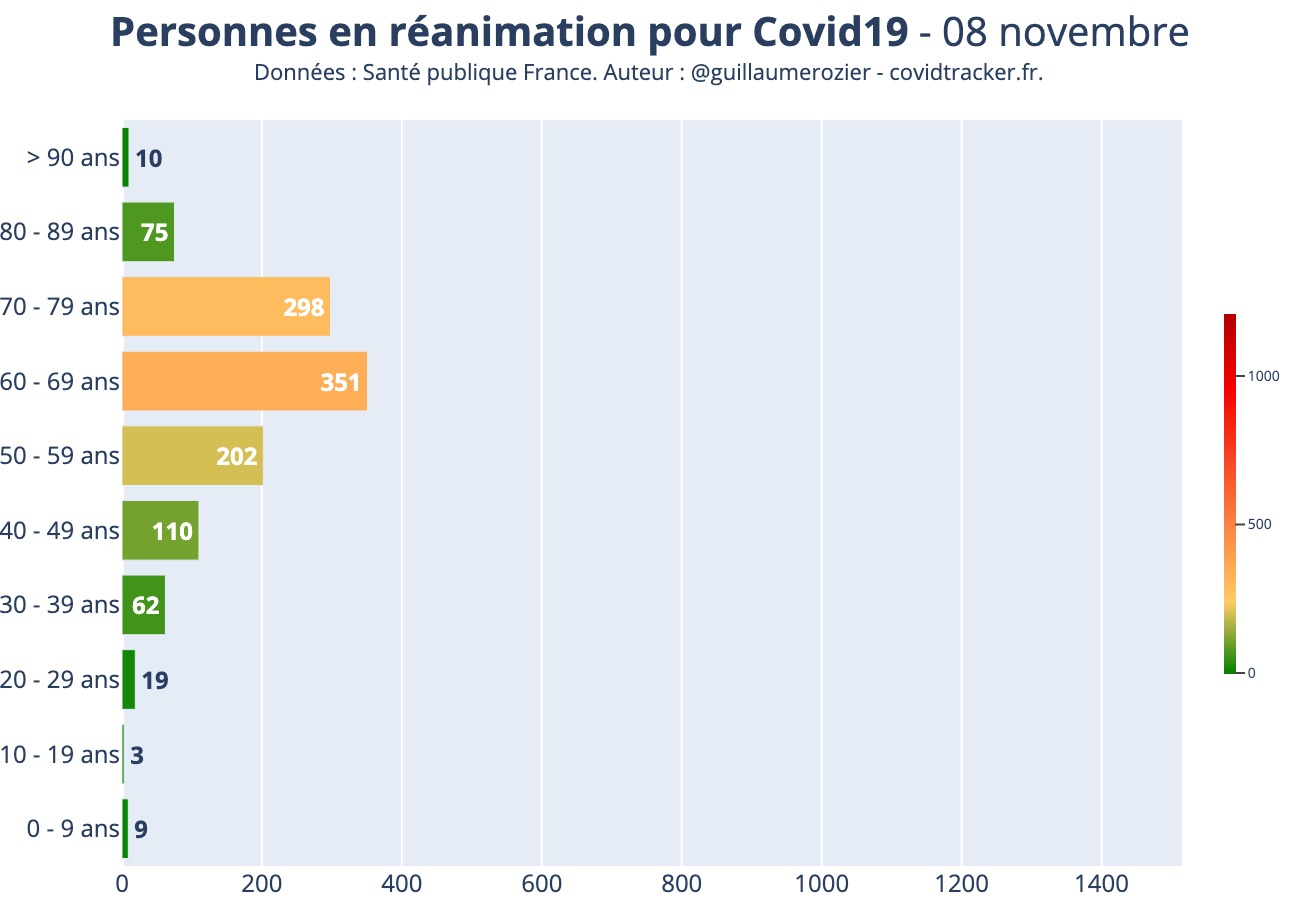 Personnes en réanimation pour Covid19 - 08 novembre
Données : Santé publique France. Auteur : @guillaumerozier - covidtracker.fr.
> 90 ans 10
80 - 89 ans 75
70 - 79 ans 298
60 - 69 ans 351
50 - 59 ans 202
40 - 49 ans 110
30 - 39 ans 62
20 - 29 ans 19
10 - 19 ans 3
0 - 9 ans 9
0 200 400 600 800 1000 1200 1400
1000
500
0